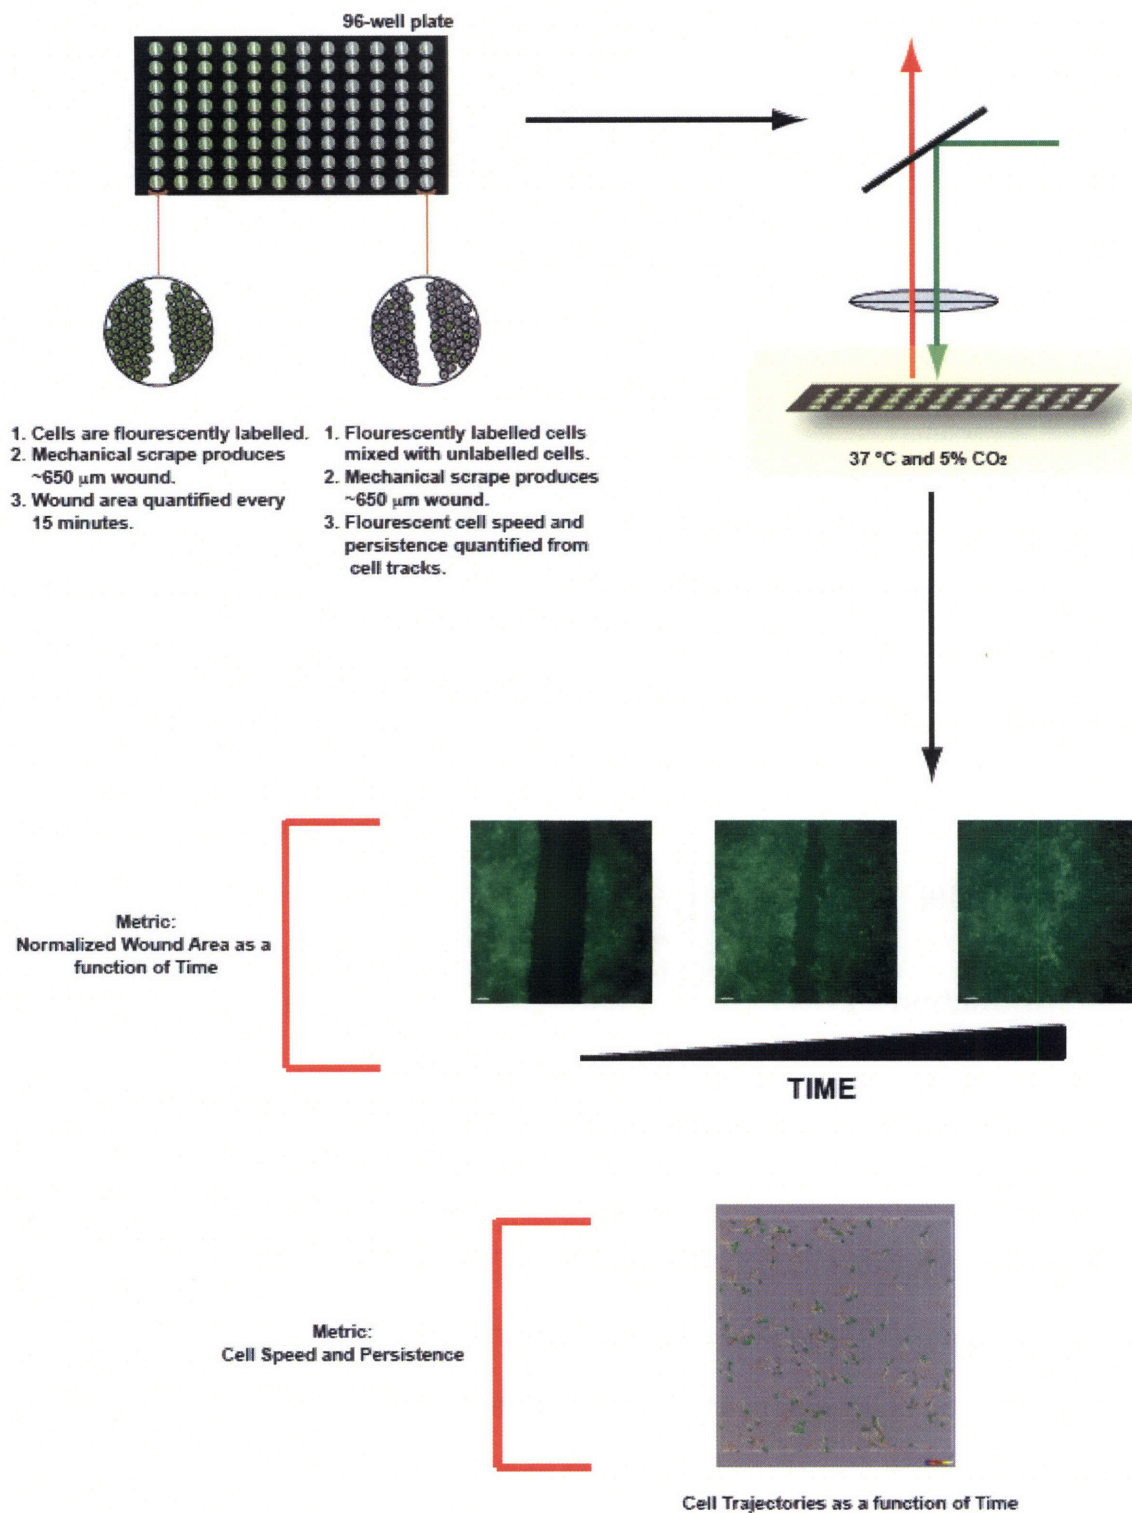 96-well plate
1. Cells are flourescently labelled.
2. Mechanical scrape produces
~650 µm wound.
3. Wound area quantified every
15 minutes.
1. Flourescently labelled cells
mixed with unlabelled cells.
2. Mechanical scrape produces
~650 µm wound.
3. Flourescent cell speed and
persistence quantified from
cell tracks.
37 °C and 5% CO₂
Metric:
Normalized Wound Area as a
function of Time
TIME
Metric:
Cell Speed and Persistence
Cell Trajectories as a function of Time